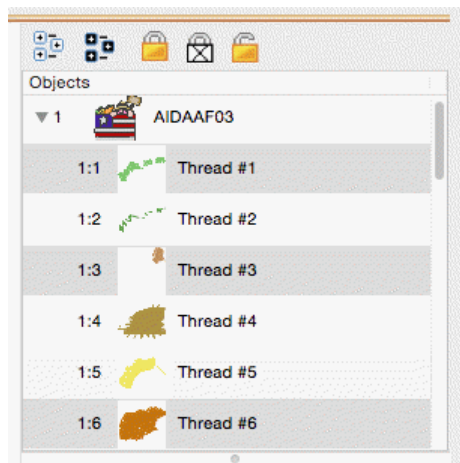 Objects
1 AIDAAF03
1:1 Thread #1
1:2 Thread #2
1:3 Thread #3
1:4 Thread #4
1:5 Thread #5
1:6 Thread #6